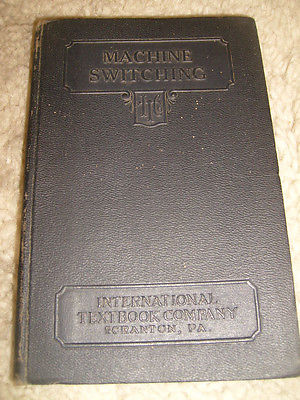 MACHINE
SWITCHING
ITC
INTERNATIONAL
TEXTBOOK COMPANY
SCRANTON, PA.